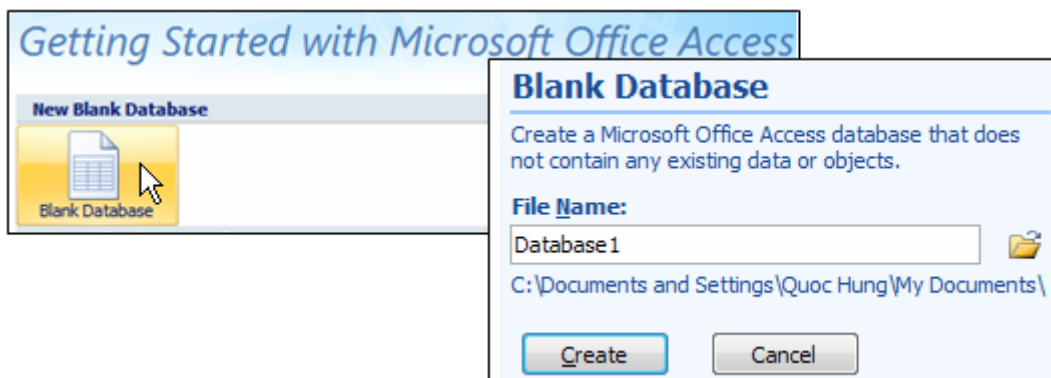 Getting Started with Microsoft Office Access
New Blank Database
Blank Database
Blank Database
Create a Microsoft Office Access database that does
not contain any existing data or objects.
File Name:
Database1
C:\Documents and Settings\Quoc Hung\My Documents\
Create
Cancel